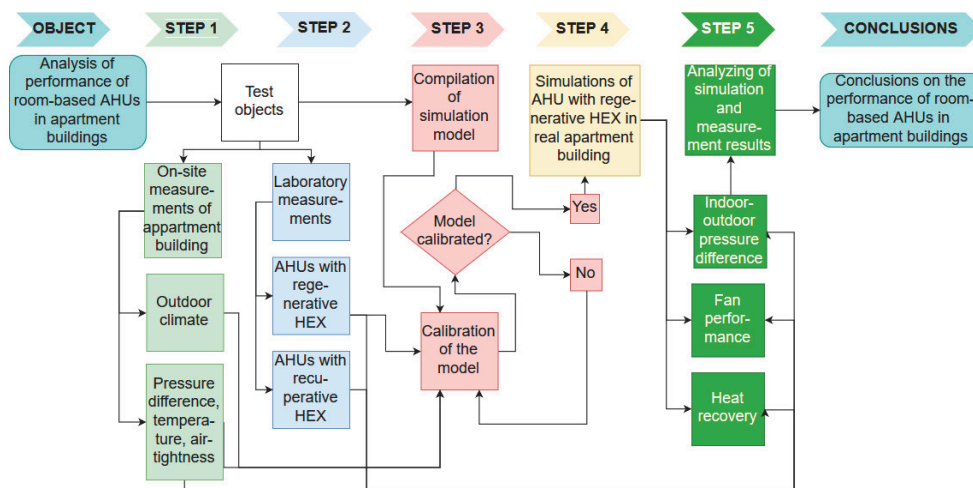 OBJECT
STEP 1
STEP 2
STEP 3
STEP 4
STEP 5
CONCLUSIONS
Analysis of
performance of
room-based AHUs
in apartment
buildings
Test
objects
Compilation
of
simulation
model
Simulations of
AHU with rege-
nerative HEX in
real apartment
building
Analyzing of
simulation
and
measure-
ment results
Conclusions on the
performance of room-
based AHUs in
apartment buildings
On-site
measure-
ments of
appartment
building
Laboratory
measure-
ments
Model
calibrated?
Yes
No
Indoor-
outdoor
pressure
difference
Outdoor
climate
AHUs with
regenerative
HEX
Calibration
of the
model
Fan
perfor-
mance
Pressure
difference,
tempera-
ture, air-
tightness
AHUs with
recu-
perative
HEX
Heat
recovery